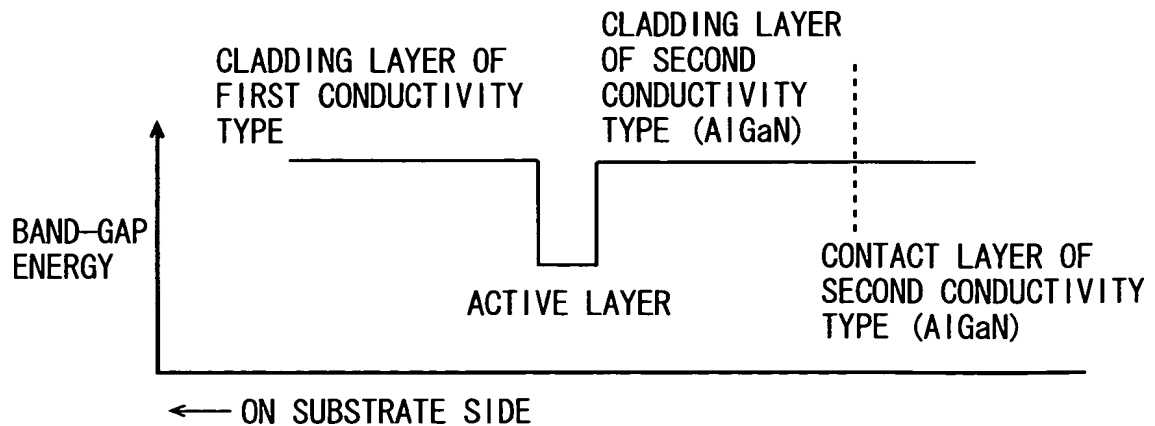 CLADDING LAYER OF
FIRST CONDUCTIVITY
TYPE
CLADDING LAYER
OF SECOND
CONDUCTIVITY
TYPE (AlGaN)
BAND-GAP
ENERGY
ACTIVE LAYER
CONTACT LAYER OF
SECOND CONDUCTIVITY
TYPE (AlGaN)
ON SUBSTRATE SIDE